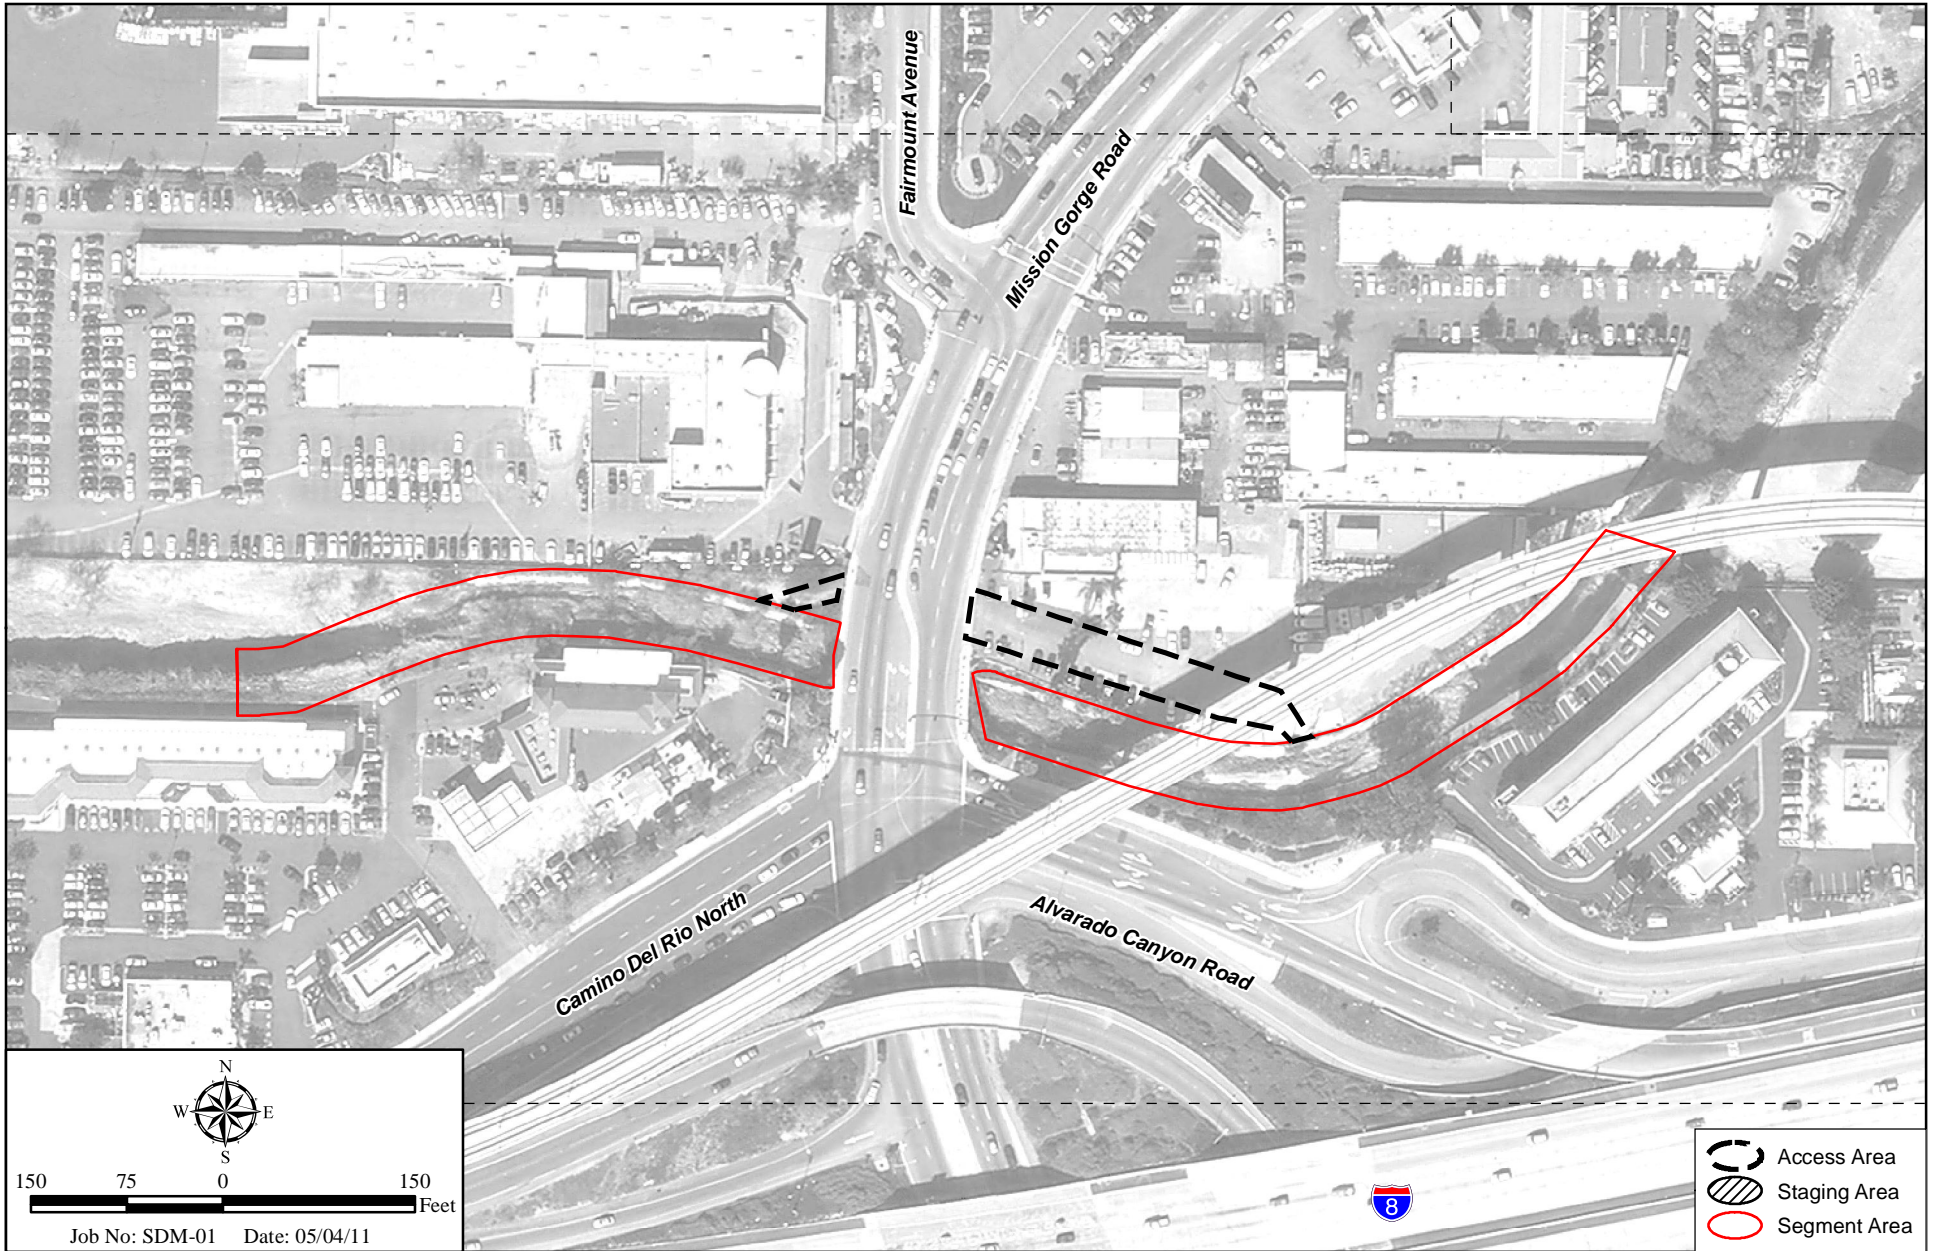 Fairmount Avenue
Mission Gorge Road
Camino Del Rio North
Alvarado Canyon Road
N
W E
S
150 75 0 150
Feet
Job No: SDM-01 Date: 05/04/11
8
Access Area
Staging Area
Segment Area